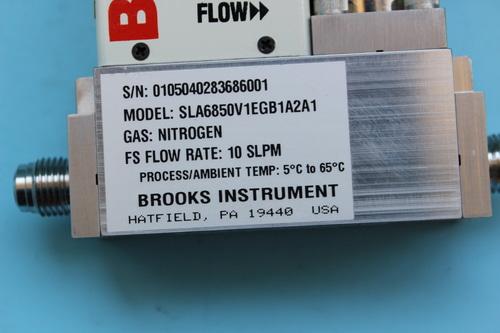 B
FLOW▸▸
S/N: 0105040283686001
MODEL: SLA6850V1EGB1A2A1
GAS: NITROGEN
FS FLOW RATE: 10 SLPM
PROCESS/AMBIENT TEMP: 5°C to 65°C
BROOKS INSTRUMENT
HATFIELD, PA 19440 USA